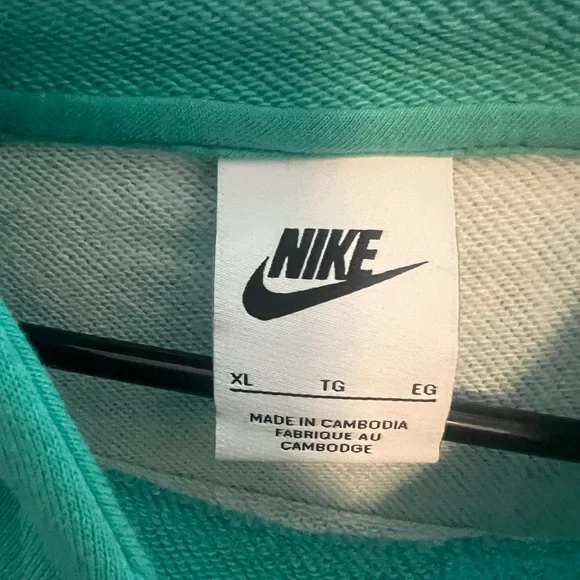 NIKE
XL TG EG
MADE IN CAMBODIA
FABRIQUE AU
CAMBODGE